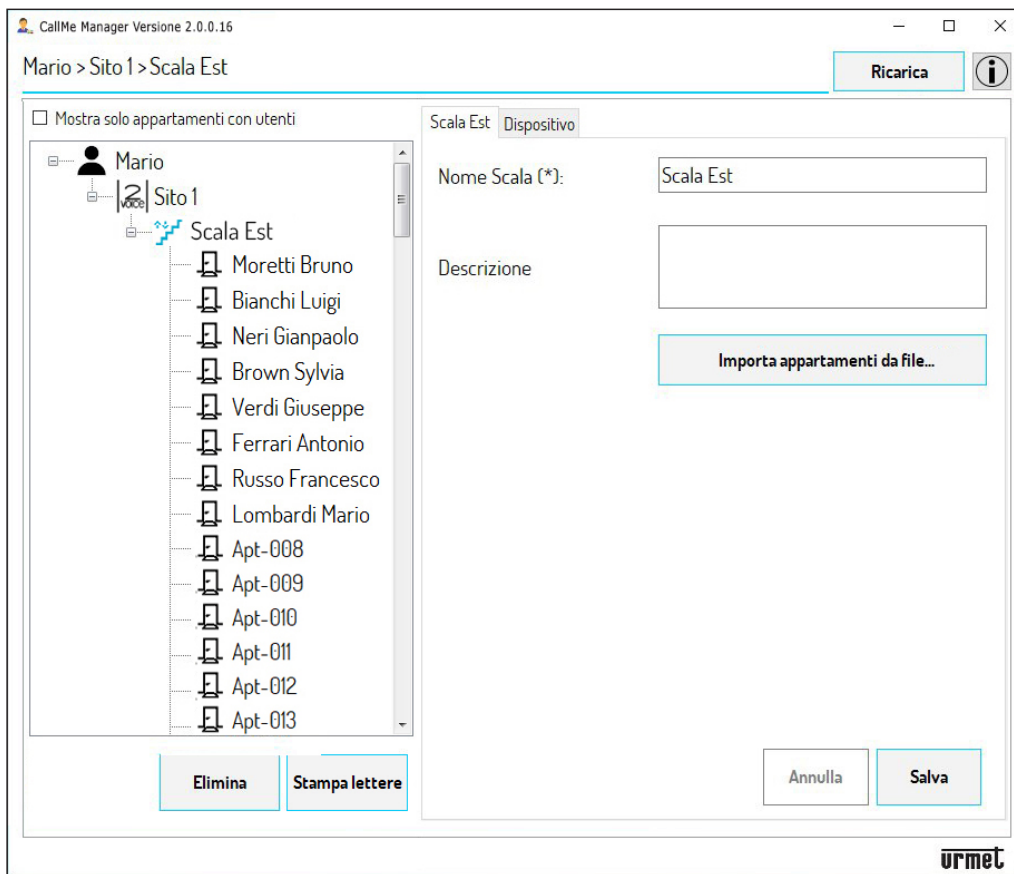 CallMe Manager Versione 2.0.0.16
Mario > Sito 1 > Scala Est
Ricarica
Mostra solo appartamenti con utenti
Scala Est
Dispositivo
Mario
2 VOICE
Sito 1
Scala Est
Moretti Bruno
Bianchi Luigi
Neri Gianpaolo
Brown Sylvia
Verdi Giuseppe
Ferrari Antonio
Russo Francesco
Lombardi Mario
Apt-008
Apt-009
Apt-010
Apt-011
Apt-012
Apt-013
Nome Scala (*):
Scala Est
Descrizione
Importa appartamenti da file...
Elimina
Stampa lettere
Annulla
Salva
urmet